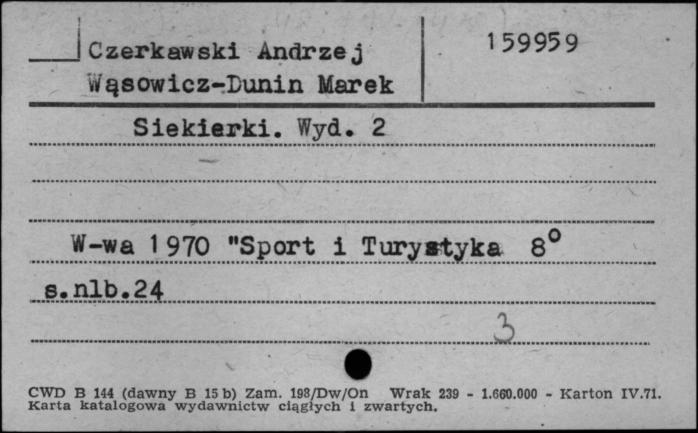 Czerkawski Andrzej
Wąsowicz-Dunin Marek
159959
Siekierki. Wyd. 2
W-wa 1970 "Sport i Turystyka 8°
s.nlb.24
3
CWD B 144 (dawny B 15 b) Zam. 198/Dw/On Wrak 239 - 1.660.000 - Karton IV.71.
Karta katalogowa wydawnictw ciągłych i zwartych.